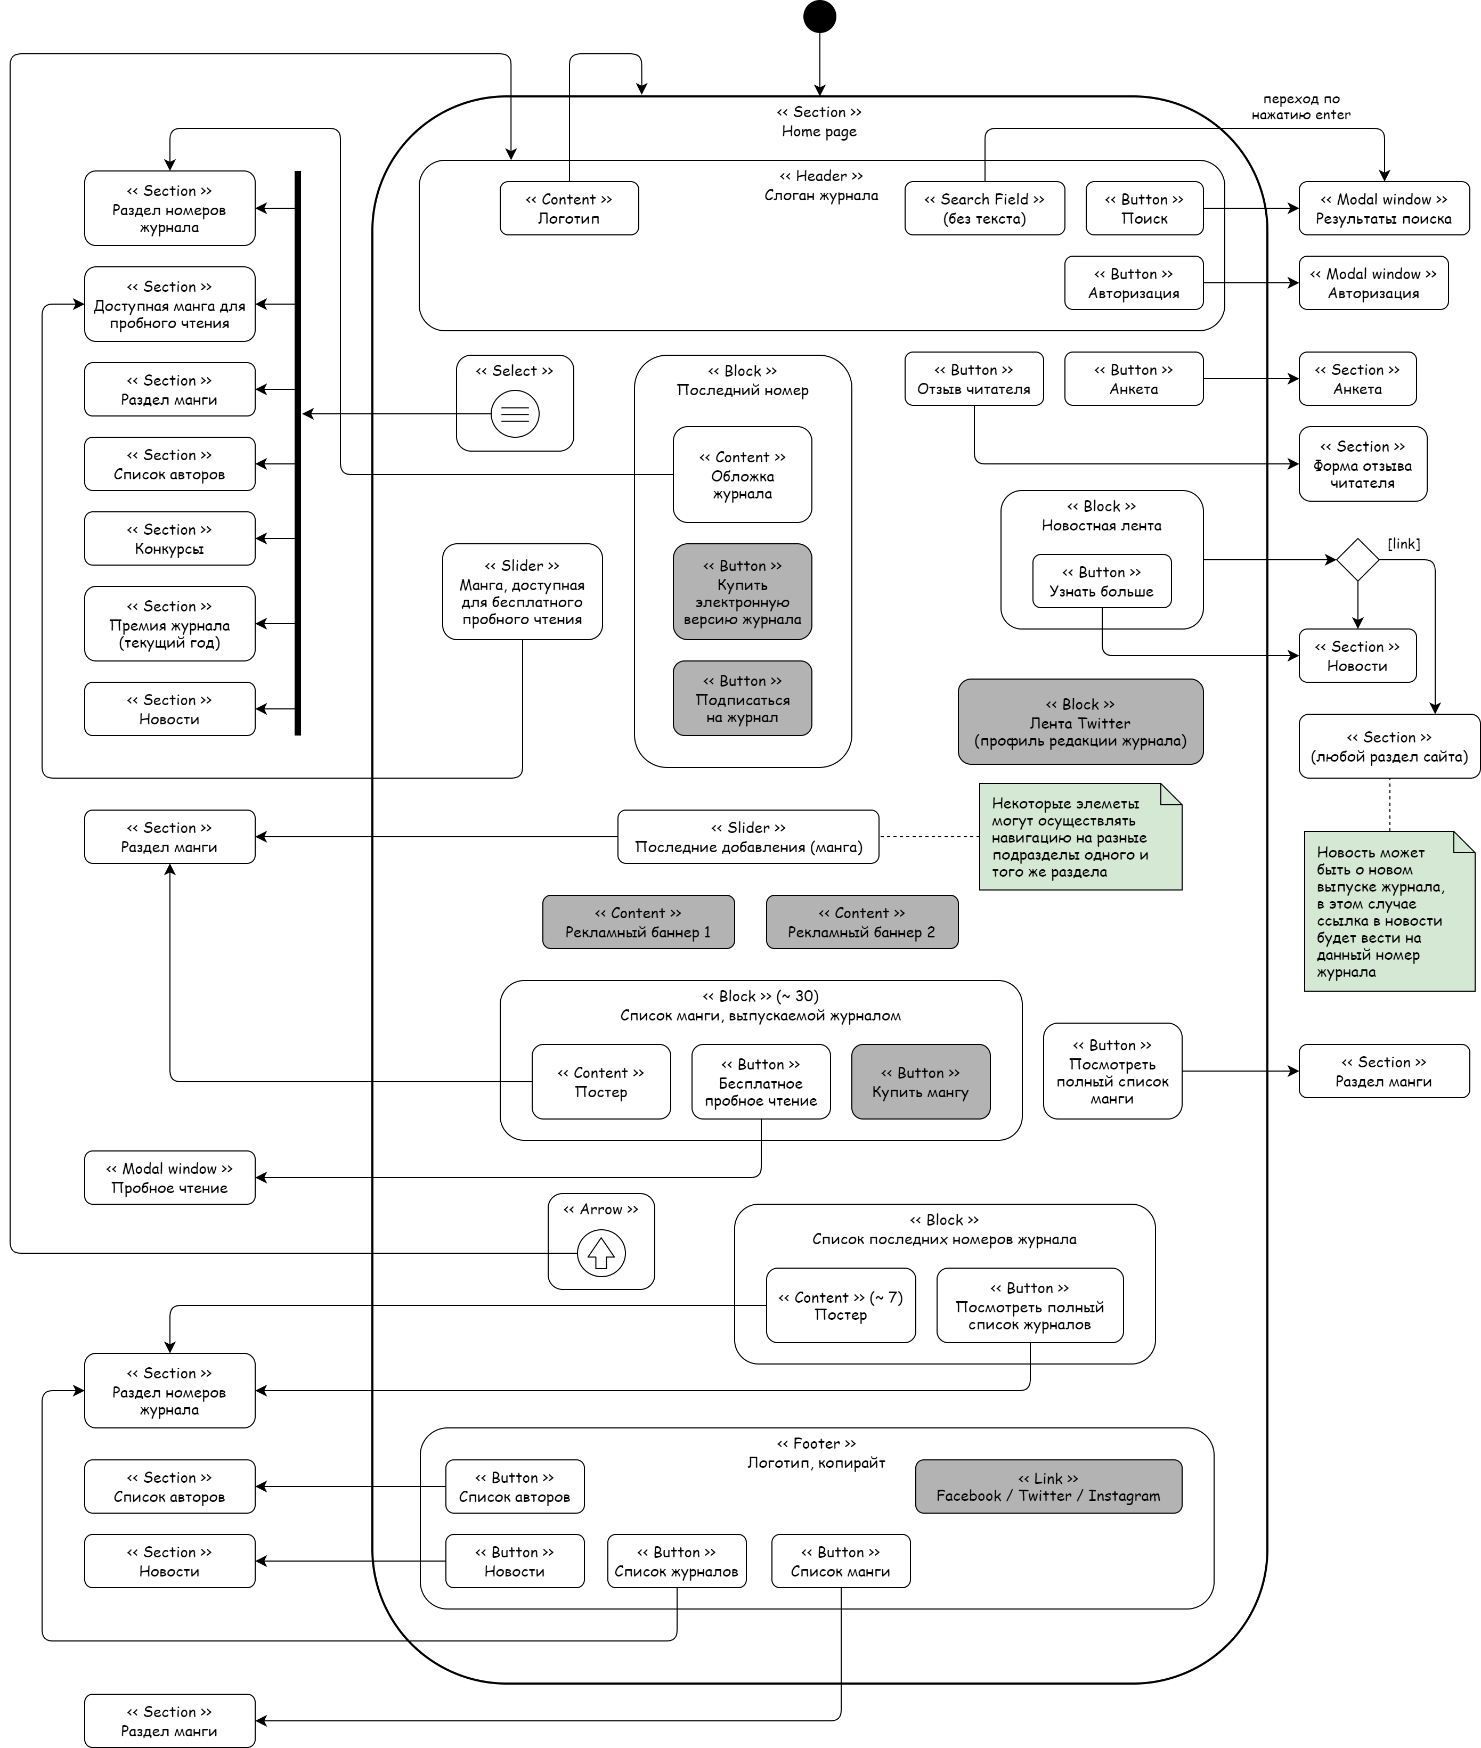 << Section >>
Home page
переход по
нажатию enter
<< Header >>
Слоган журнала
<< Content >>
Логотип
<< Search Field >>
(без текста)
<< Button >>
Поиск
<< Modal window >>
Результаты поиска
<< Button >>
Авторизация
<< Modal window >>
Авторизация
<< Section >>
Раздел номеров
журнала
<< Section >>
Доступная манга для
пробного чтения
<< Section >>
Раздел манги
<< Section >>
Список авторов
<< Section >>
Конкурсы
<< Section >>
Премия журнала
(текущий год)
<< Section >>
Новости
<< Select >>
<< Block >>
Последний номер
<< Content >>
Обложка
журнала
<< Button >>
Купить
электронную
версию журнала
<< Button >>
Подписаться
на журнал
<< Slider >>
Манга, доступная
для бесплатного
пробного чтения
<< Button >>
Отзыв читателя
<< Button >>
Анкета
<< Section >>
Анкета
<< Section >>
Форма отзыва
читателя
<< Block >>
Новостная лента
<< Button >>
Узнать больше
[link]
<< Section >>
Новости
<< Block >>
Лента Twitter
(профиль редакции журнала)
<< Section >>
(любой раздел сайта)
<< Section >>
Раздел манги
<< Slider >>
Последние добавления (манга)
Некоторые элеметы
могут осуществлять
навигацию на разные
подразделы одного и
того же раздела
Новость может
быть о новом
выпуске журнала,
в этом случае
ссылка в новости
будет вести на
данный номер
журнала
<< Content >>
Рекламный баннер 1
<< Content >>
Рекламный баннер 2
<< Block >> (~ 30)
Список манги, выпускаемой журналом
<< Content >>
Постер
<< Button >>
Бесплатное
пробное чтение
<< Button >>
Купить мангу
<< Button >>
Посмотреть
полный список
манги
<< Section >>
Раздел манги
<< Modal window >>
Пробное чтение
<< Arrow >>
<< Block >>
Список последних номеров журнала
<< Content >> (~ 7)
Постер
<< Button >>
Посмотреть полный
список журналов
<< Section >>
Раздел номеров
журнала
<< Footer >>
Логотип, копирайт
<< Section >>
Список авторов
<< Button >>
Список авторов
<< Link >>
Facebook / Twitter / Instagram
<< Section >>
Новости
<< Button >>
Новости
<< Button >>
Список журналов
<< Button >>
Список манги
<< Section >>
Раздел манги